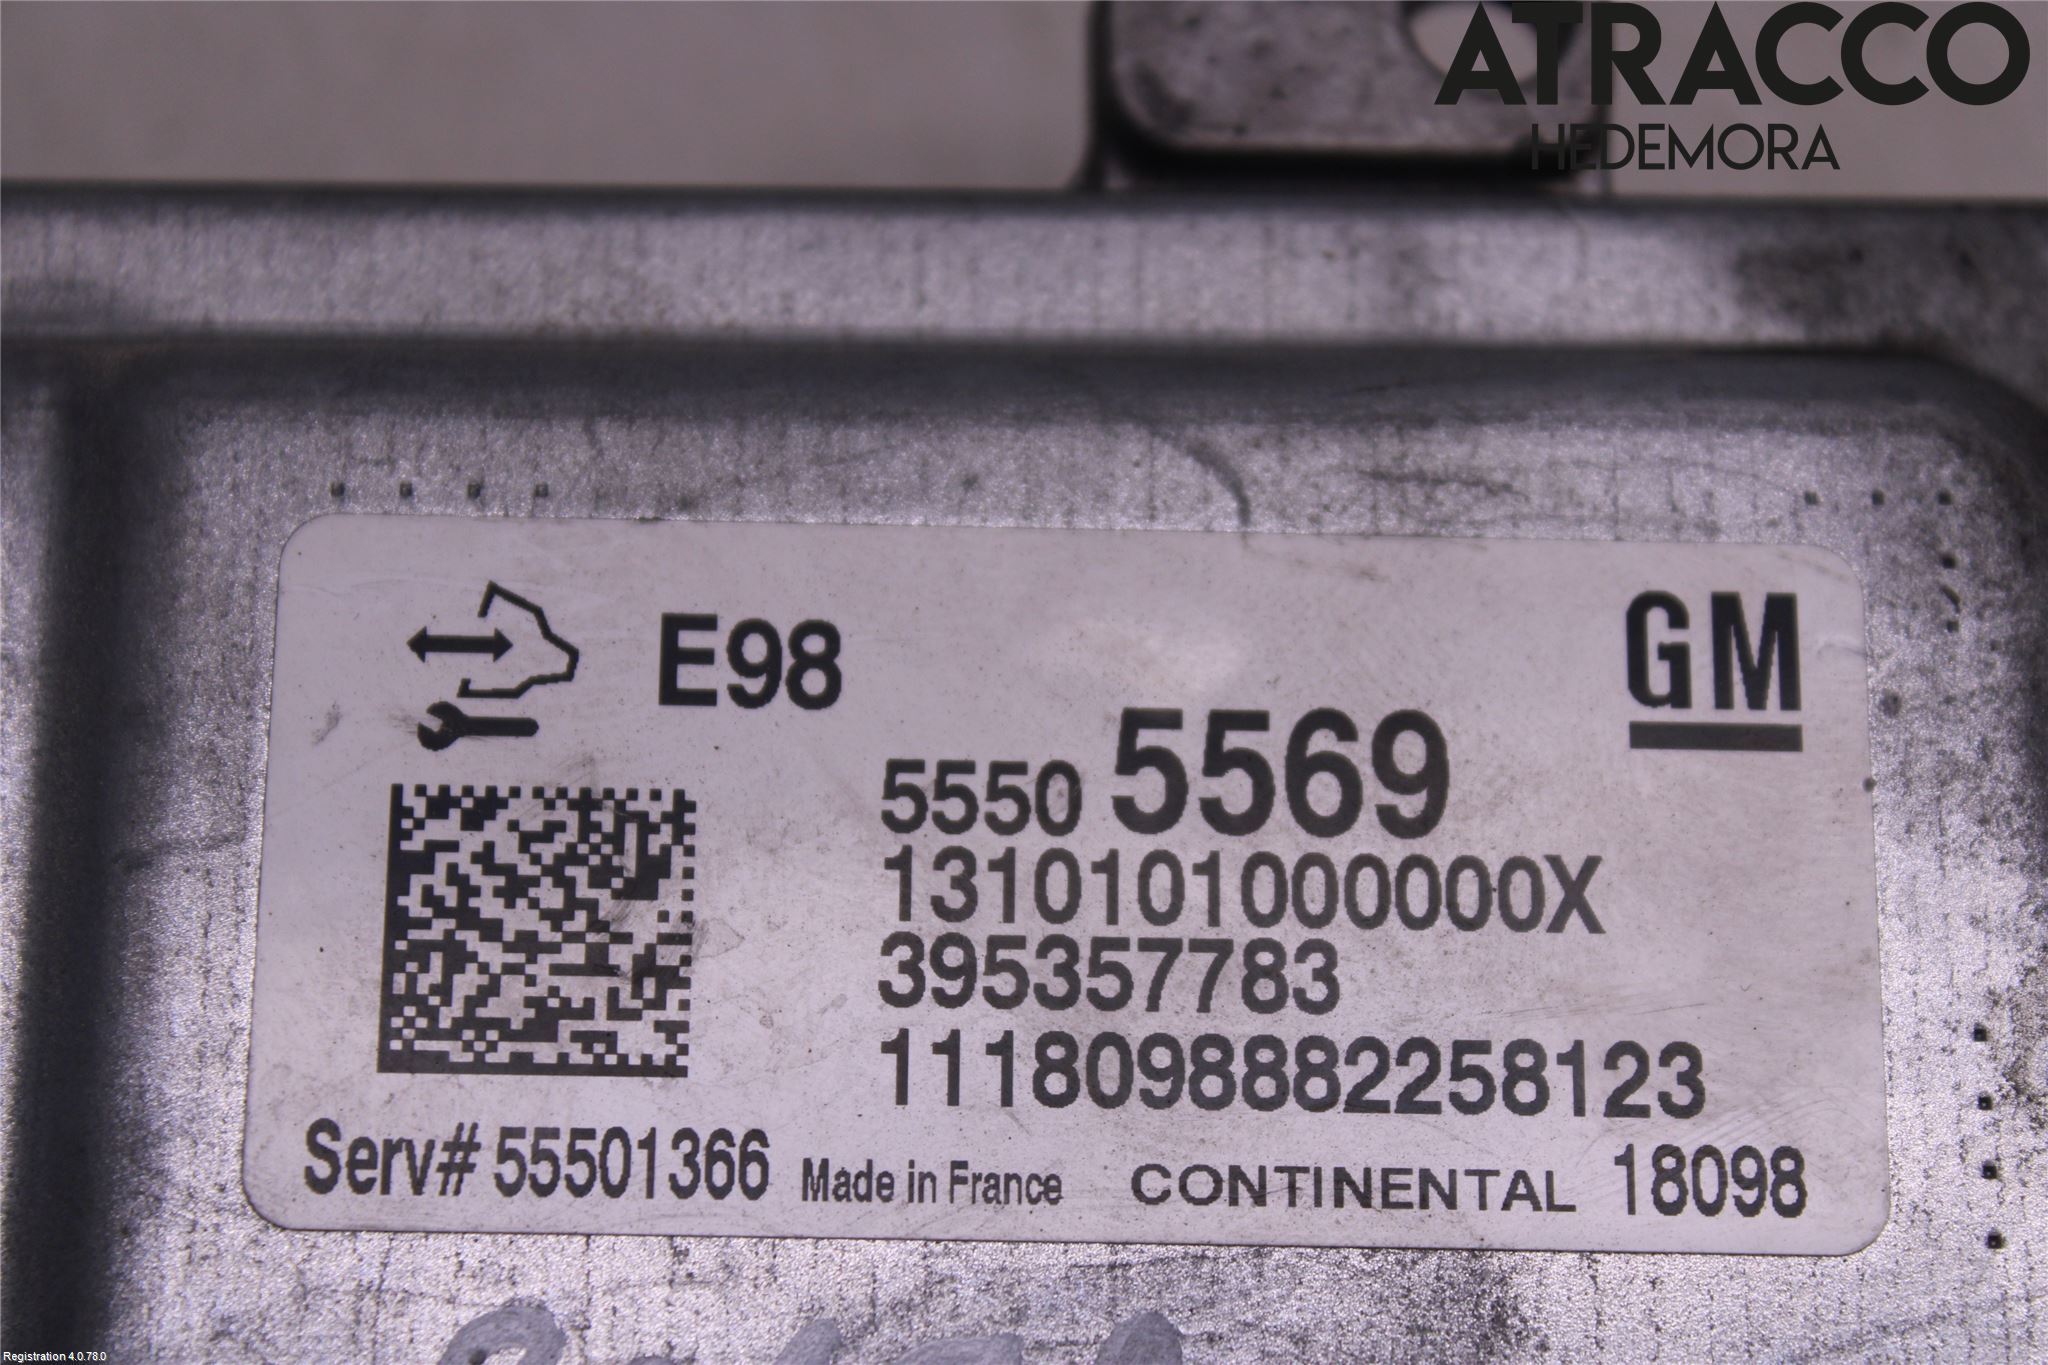 ATRACCO
HEDEMORA
E98
GM
5550 5569
1310101000000X
395357783
1118098882258123
Serv# 55501366 Made in France CONTINENTAL 18098
Registration 4.0.78.0